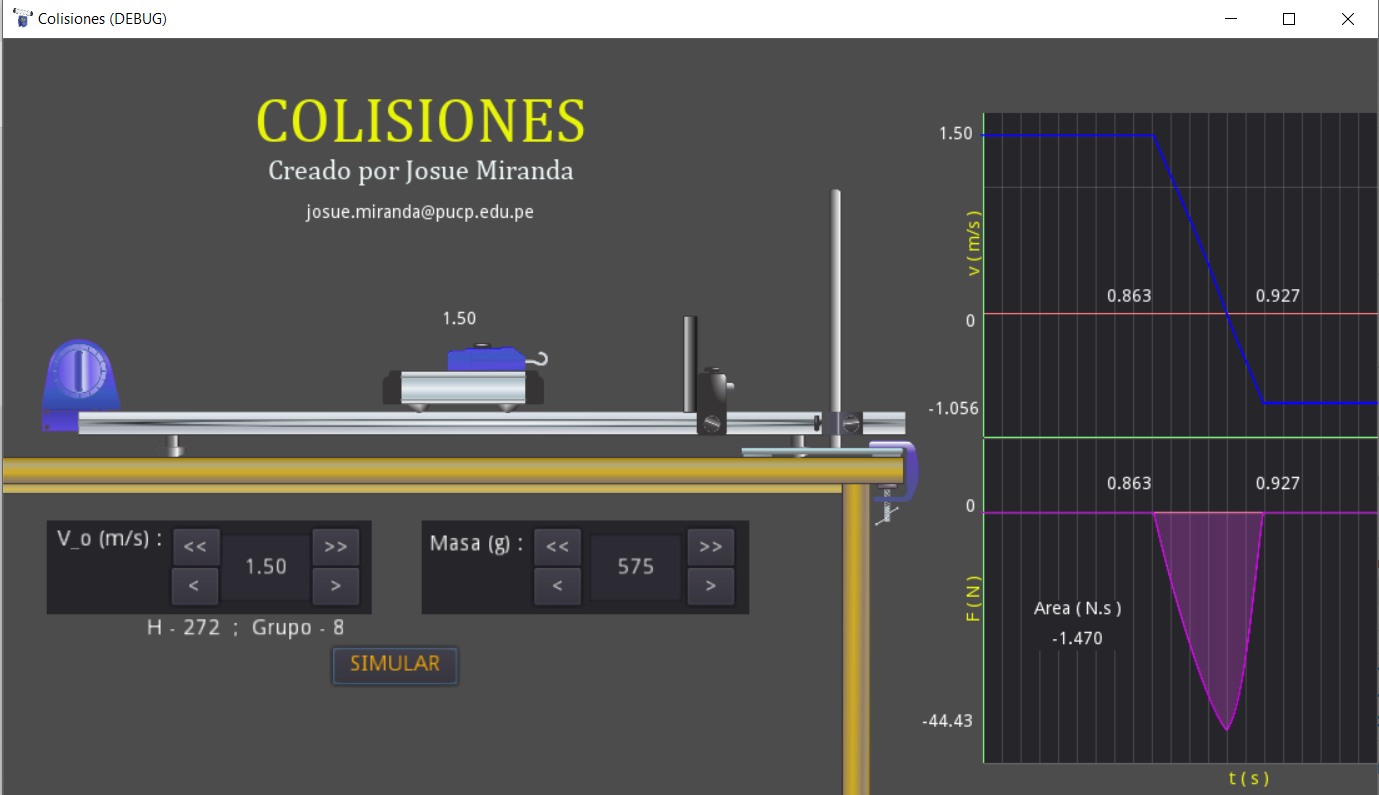 Colisiones (DEBUG)
COLISIONES
Creado por Josue Miranda
josue.miranda@pucp.edu.pe
1.50
V_o (m/s) :
<<
1.50
>>
<
>
Masa (g) :
<<
575
>>
<
>
H - 272 ; Grupo - 8
SIMULAR
1.50
v ( m/s )
0.863
0.927
0
-1.056
0.863
0.927
0
F ( N )
Area ( N.s )
-1.470
-44.43
t ( s )